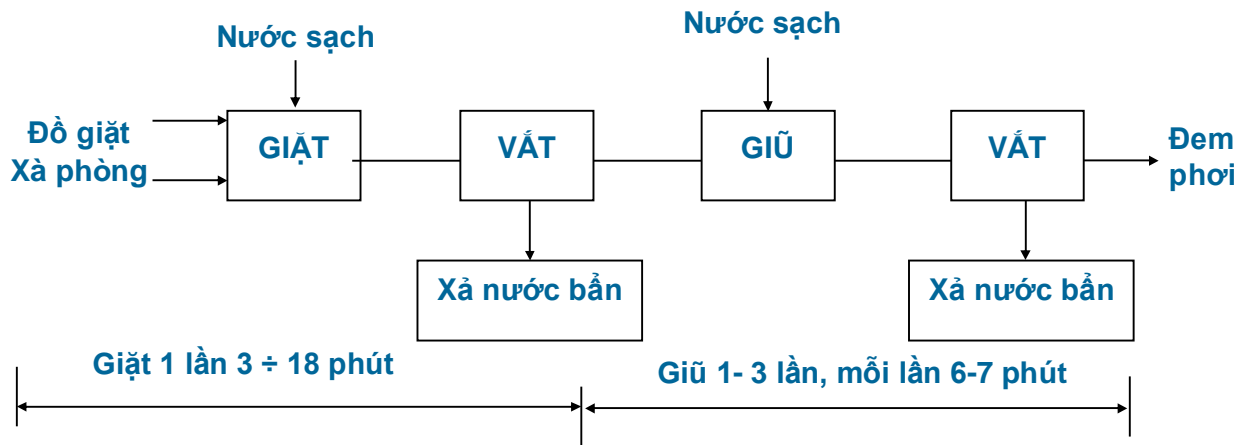 Nước sạch
Nước sạch
Đồ giặt
Xà phòng
GIẶT
VẮT
GIŨ
VẮT
Đem
phơi
Xả nước bẩn
Xả nước bẩn
Giặt 1 lần 3 ÷ 18 phút
Giũ 1- 3 lần, mỗi lần 6-7 phút